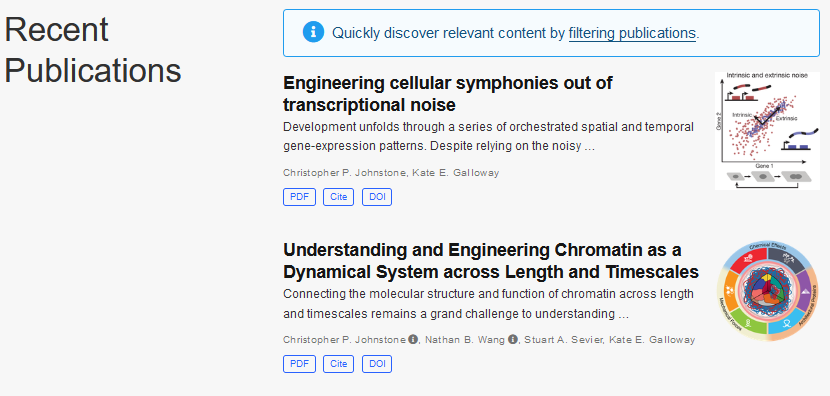 Recent
Publications
Quickly discover relevant content by filtering publications.
Engineering cellular symphonies out of
transcriptional noise
Development unfolds through a series of orchestrated spatial and temporal
gene-expression patterns. Despite relying on the noisy …
Christopher P. Johnstone, Kate E. Galloway
PDF Cite DOI
Intrinsic and extrinsic noise
Intrinsic
Extrinsic
Gene 2
Gene 1
Understanding and Engineering Chromatin as a
Dynamical System across Length and Timescales
Connecting the molecular structure and function of chromatin across length
and timescales remains a grand challenge to understanding …
Christopher P. Johnstone, Nathan B. Wang, Stuart A. Sevier, Kate E. Galloway
PDF Cite DOI
Chemical Effects
Mechanical Forces
Architectural Proteins